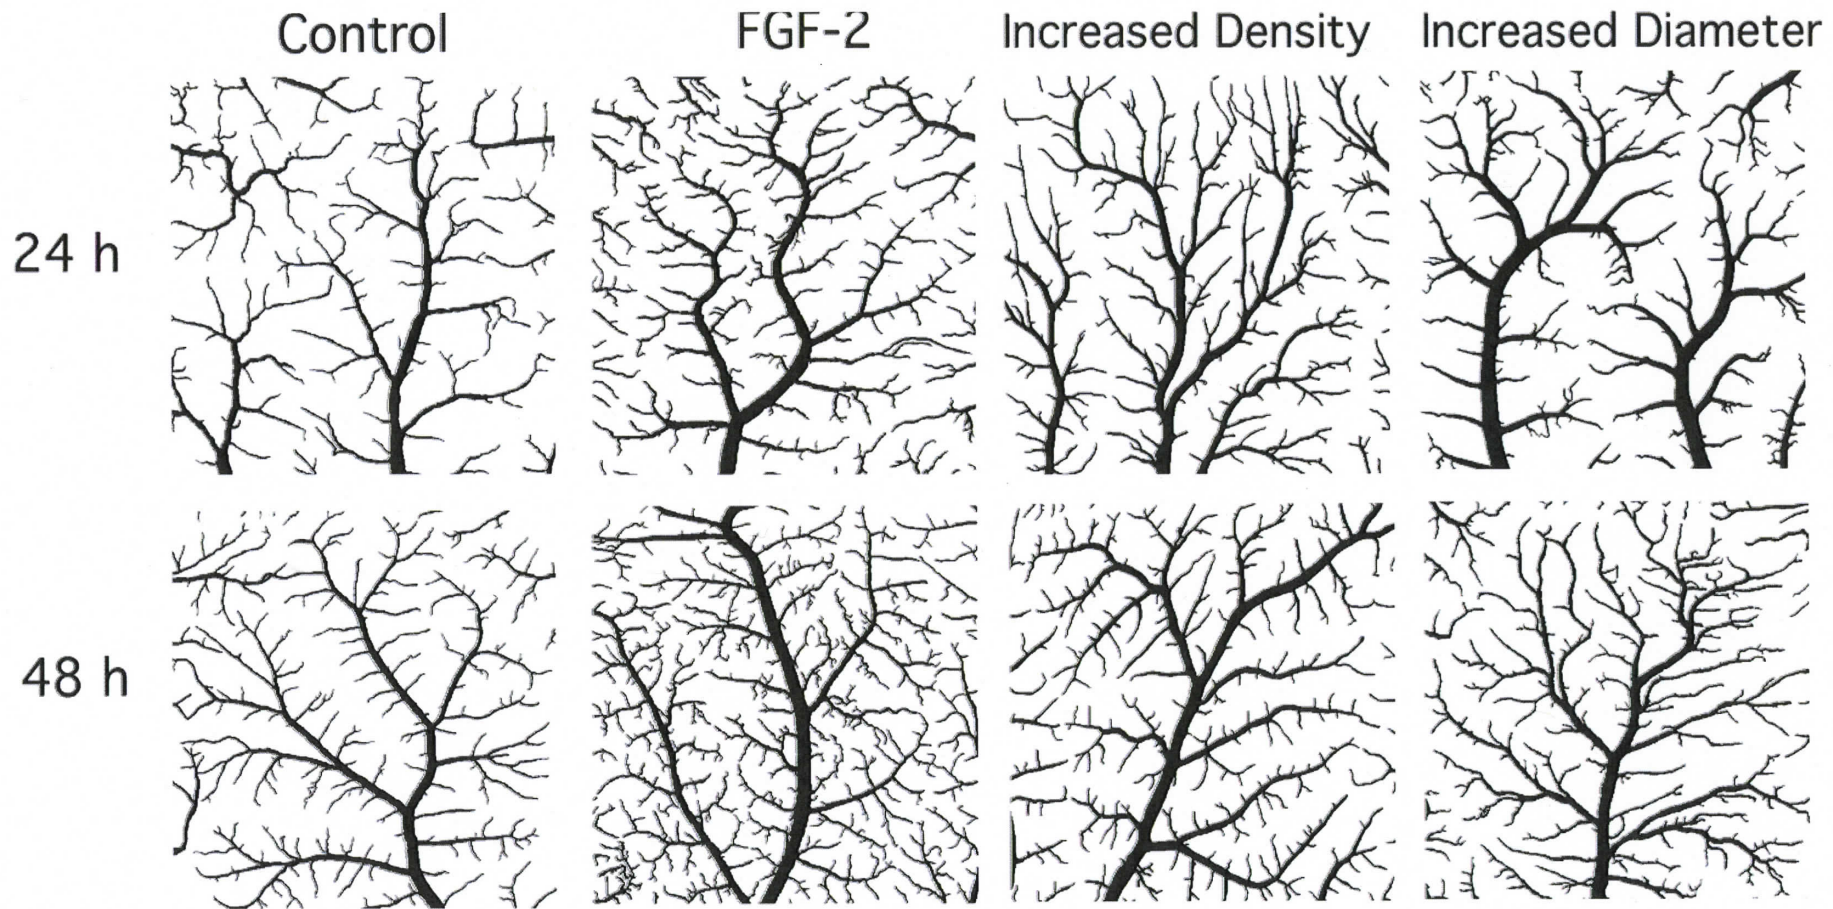 Control
FGF-2
Increased Density
Increased Diameter
24 h
48 h